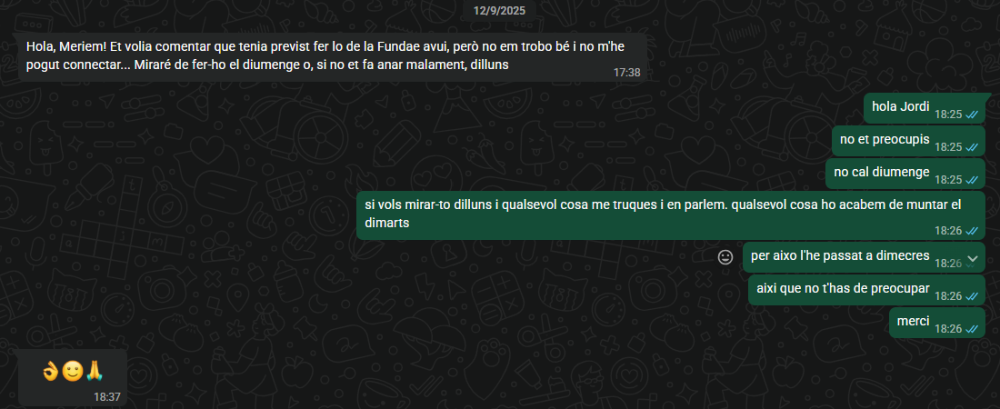 12/9/2025
Hola, Meriem! Et volia comentar que tenia previst fer lo de la Fundae avui, però no em trobo bé i no m'he
pogut connectar... Miraré de fer-ho el diumenge o, si no et fa anar malament, dilluns
17:38
hola Jordi
18:25
no et preocupis
18:25
no cal diumenge
18:25
si vols mirar-to dilluns i qualsevol cosa me truques i en parlem. qualsevol cosa ho acabem de muntar el
dimarts
18:26
per aixo l'he passat a dimecres
18:26
aixi que no t'has de preocupar
18:26
merci
18:26
👌🙂🙏
18:37